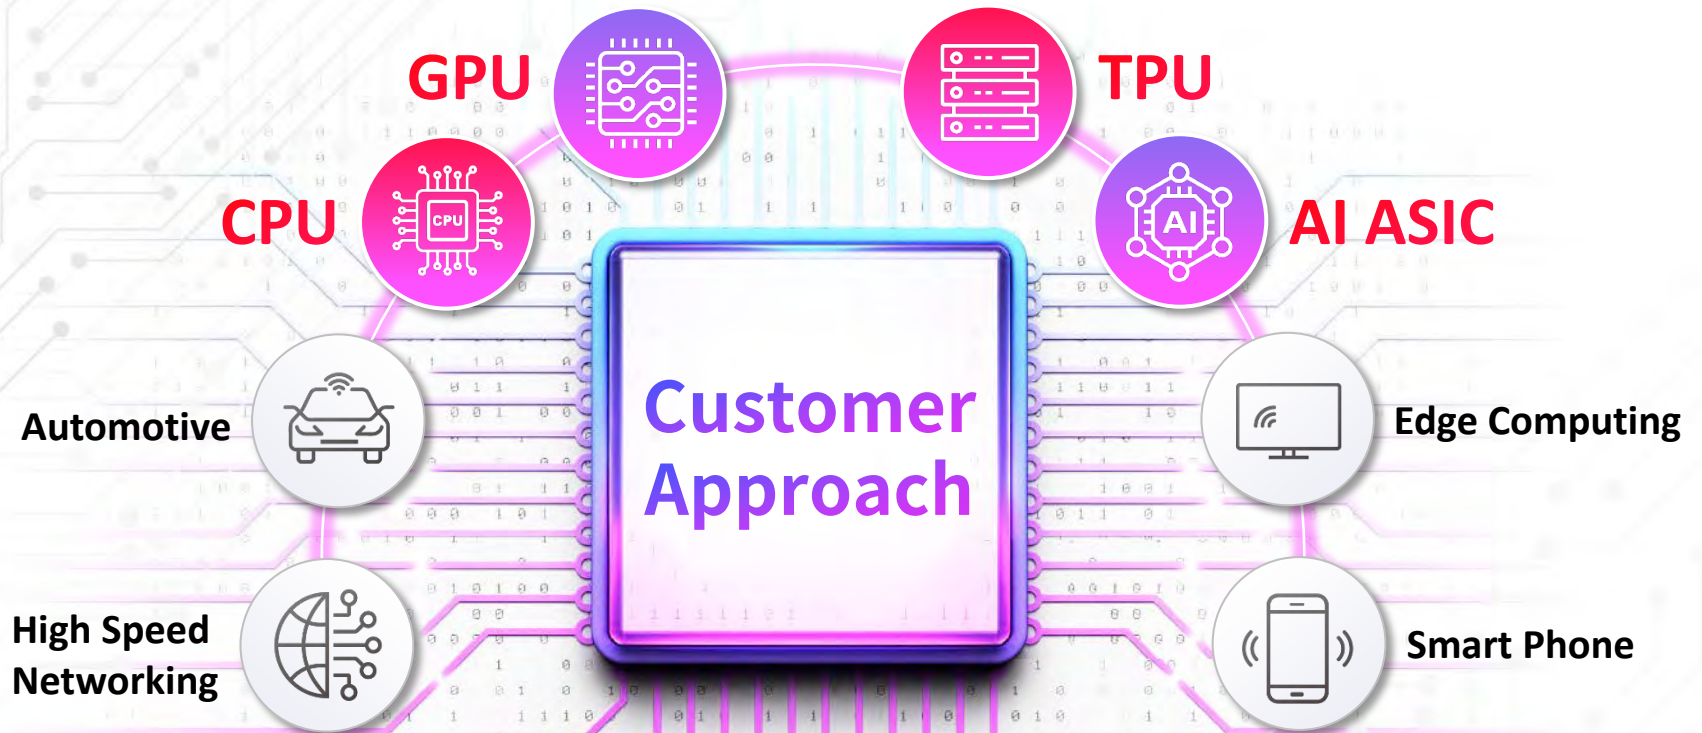 GPU
TPU
CPU
CPU
AI
AI ASIC
Customer
Approach
Automotive
Edge Computing
High Speed
Networking
Smart Phone